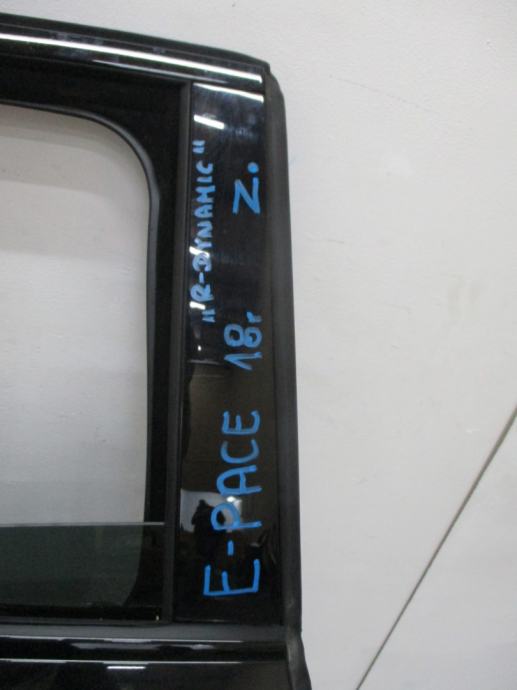 "R-DYNAMIC"
E-PACE 18r Z.